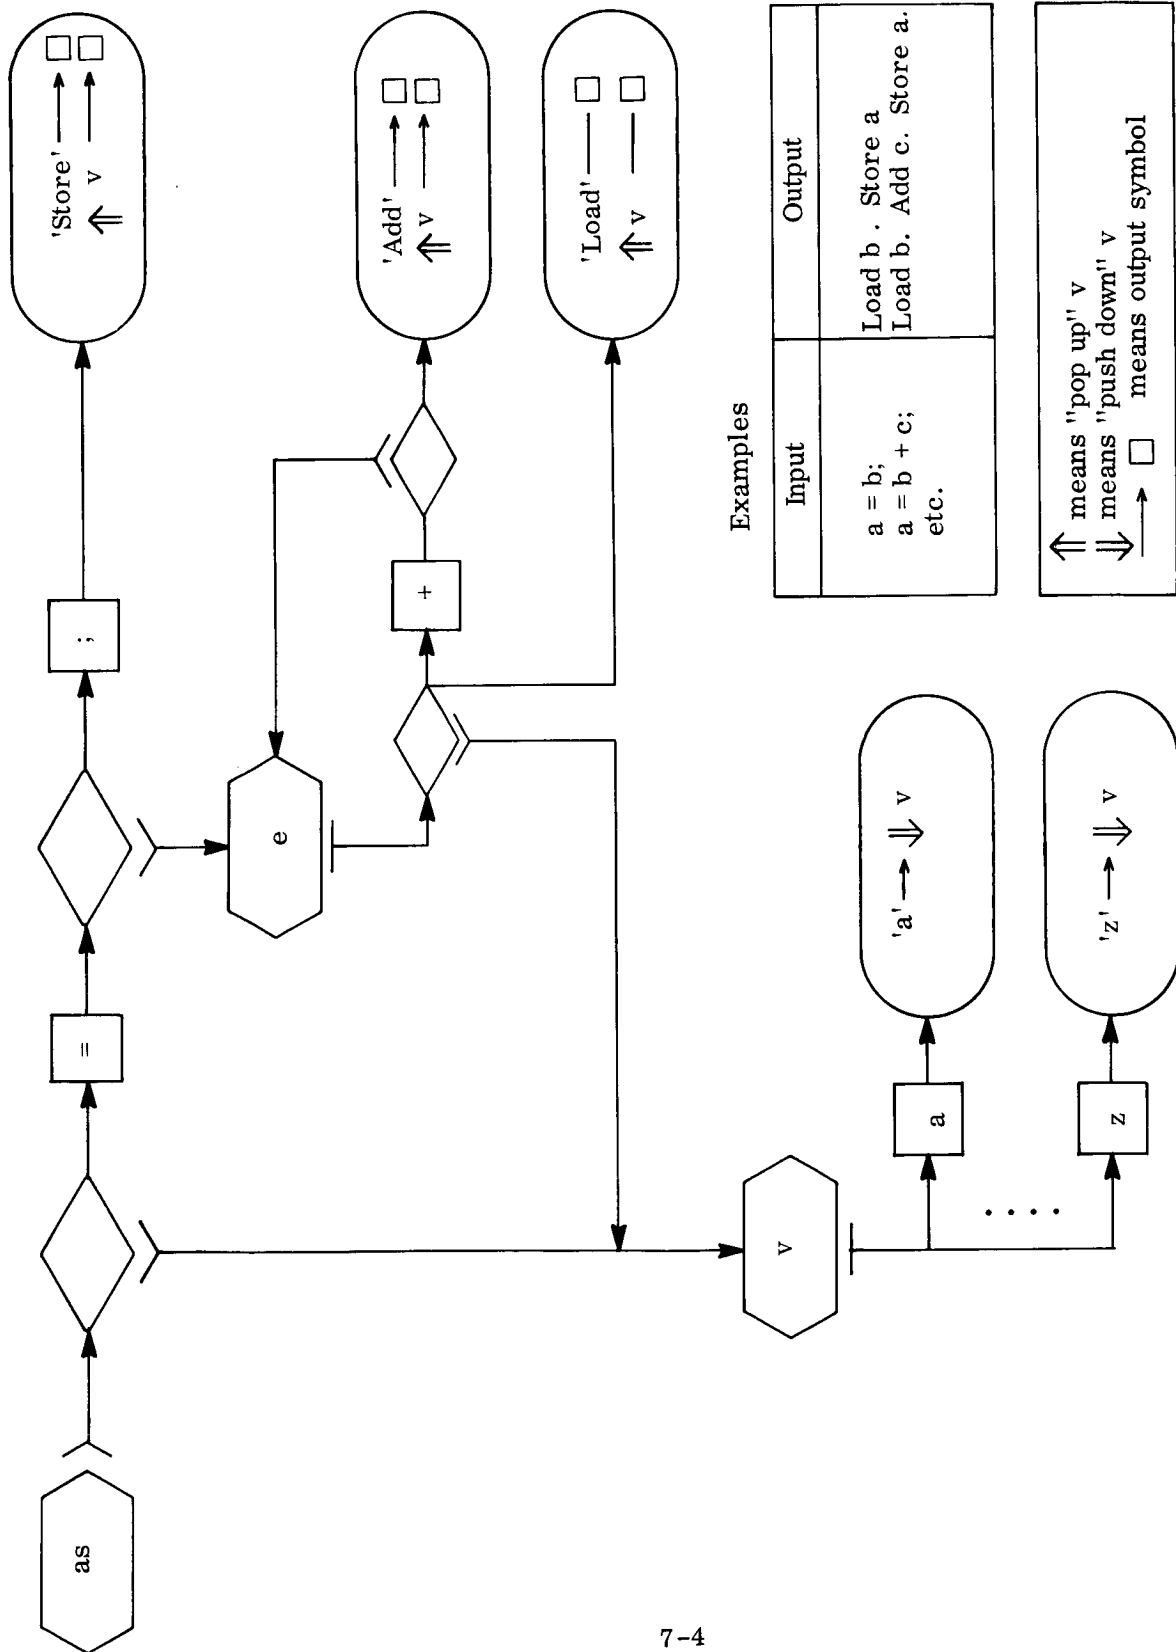 as
=
;
'Store' ⟶ □
⇑ v ⟶ □
e
+
'Add' ⟶ □
⇑ v ⟶ □
'Load' — □
⇑ v — □
v
a
'a' → ⇓ v
. . . .
z
'z' → ⇓ v
Examples
Input Output
a = b; Load b . Store a
a = b + c; Load b. Add c. Store a.
etc.
⇑ means "pop up" v
⇓ means "push down" v
⟶ □ means output symbol
7-4